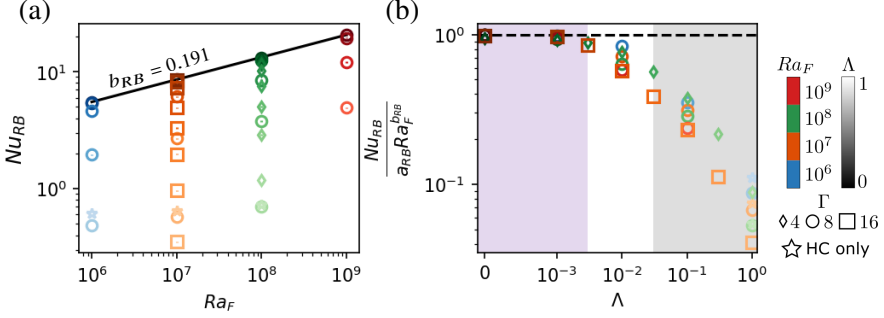 (a)
Nu_RB
10^1
10^0
b_RB = 0.191
10^6
10^7
10^8
10^9
Ra_F
(b)
Nu_RB
a_RB Ra_F^{b_RB}
10^0
10^{-1}
0
10^{-3}
10^{-2}
10^{-1}
10^0
Λ
Ra_F Λ
10^9 1
10^8
10^7
10^6 0
Γ
4 8 16
HC only